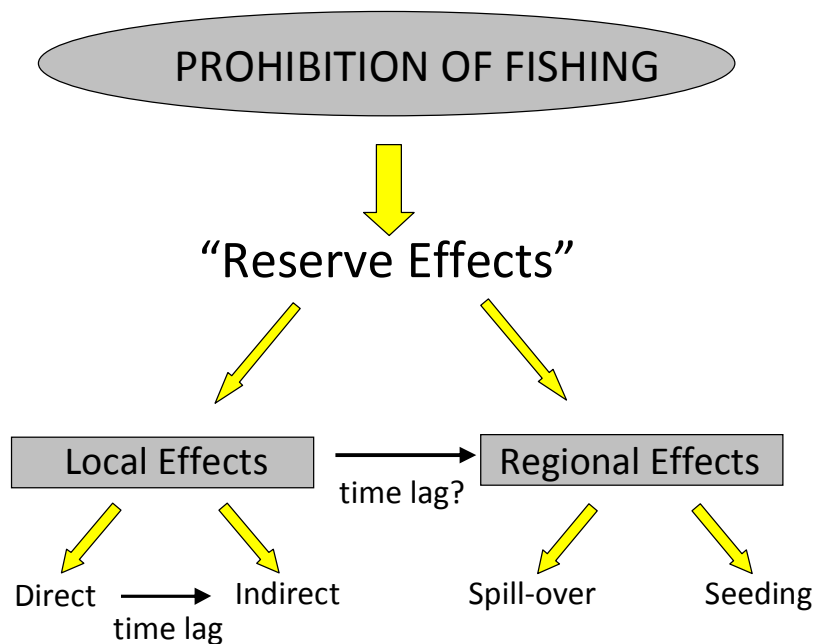 PROHIBITION OF FISHING
“Reserve Effects”
Local Effects
time lag?
Regional Effects
Direct
time lag
Indirect
Spill-over
Seeding